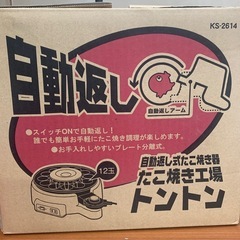 KS-2614
自動返し
自動返しアーム
●スイッチONで自動返し！
誰でも簡単お手軽にたこ焼き調理が楽しめます。
●お手入れしやすいプレート分離式。
12玉
自動返し式たこ焼き器
たこ焼き工場
トントン